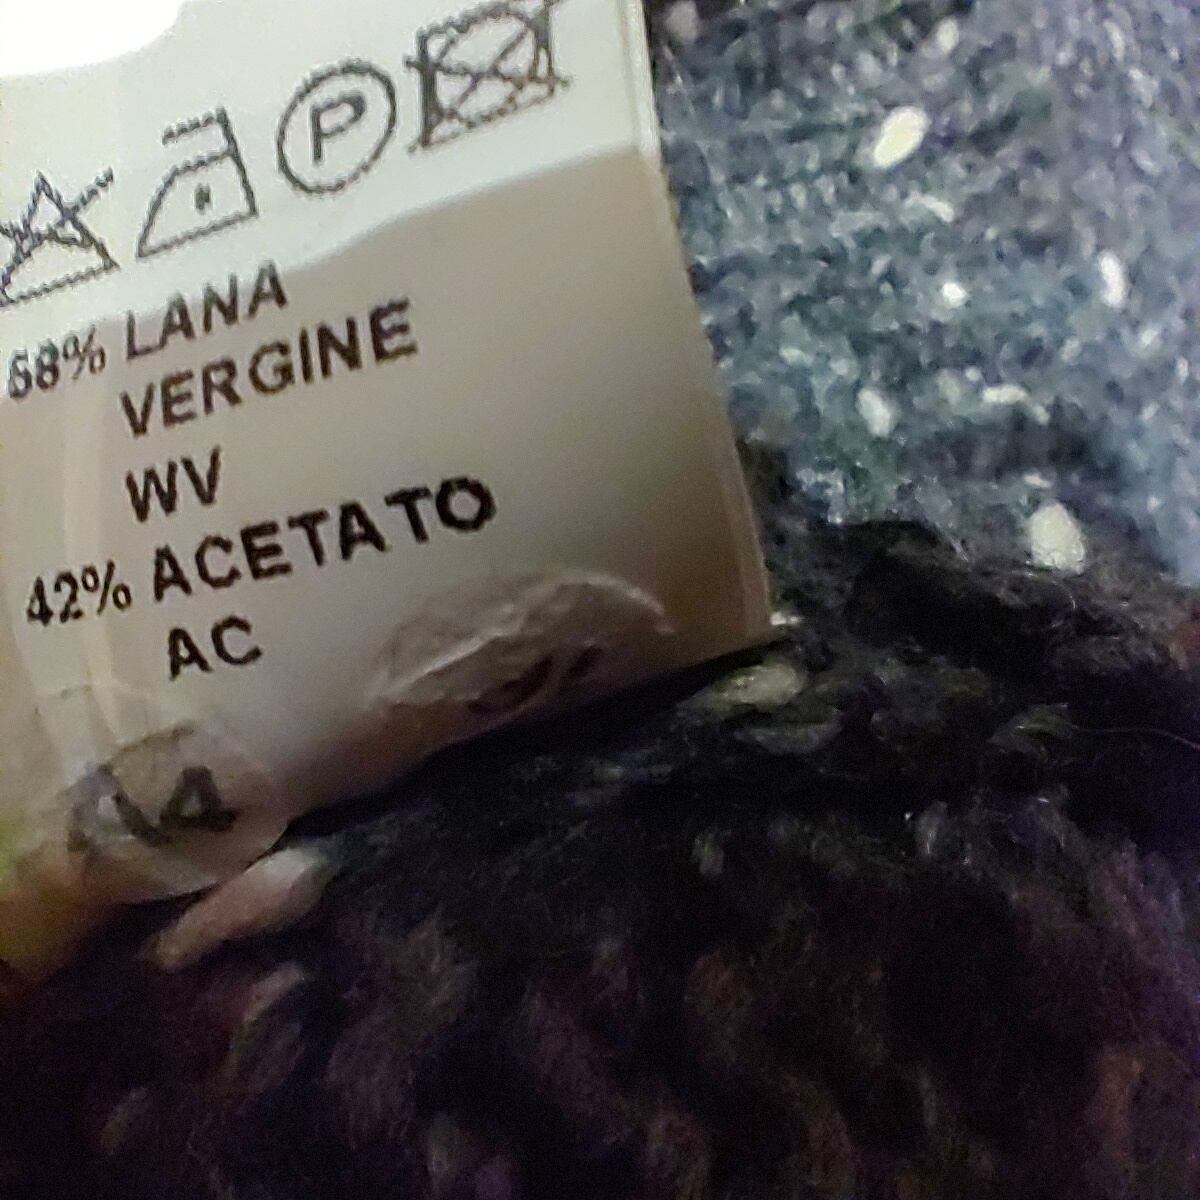 P
58% LANA
VERGINE
WV
42% ACETATO
AC